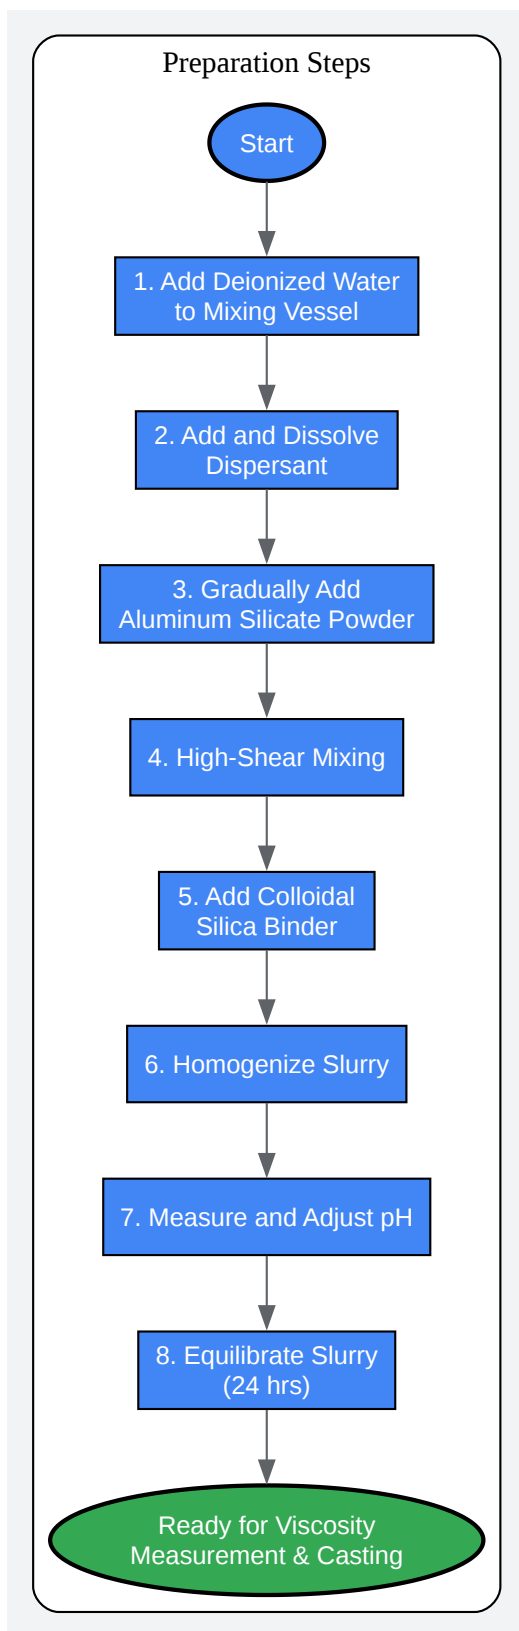 Preparation Steps
Start
1. Add Deionized Water
to Mixing Vessel
2. Add and Dissolve
Dispersant
3. Gradually Add
Aluminum Silicate Powder
4. High-Shear Mixing
5. Add Colloidal
Silica Binder
6. Homogenize Slurry
7. Measure and Adjust pH
8. Equilibrate Slurry
(24 hrs)
Ready for Viscosity
Measurement & Casting